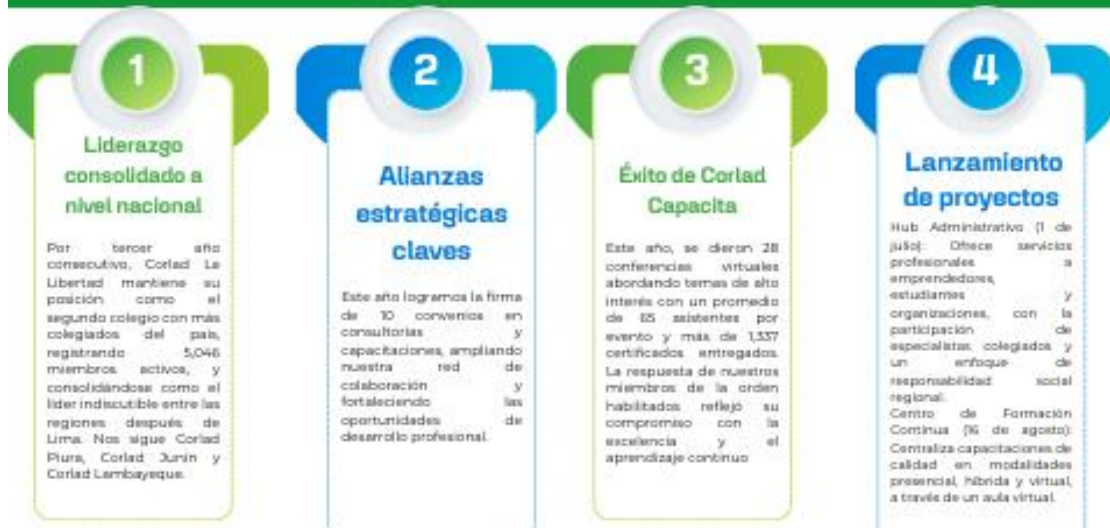 1
Liderazgo
consolidado a
nivel nacional
Por tercer año
consecutivo, Corlad La
Libertad mantiene su
posición como el
segundo colegio con más
colegiados del país,
registrando 5,046
miembros activos, y
consolidándose como el
líder indiscutible entre las
regiones después de
Lima. Nos sigue Corlad
Piura, Corlad Junín y
Corlad Lambayeque.
2
Alianzas
estratégicas
claves
Este año logramos la firma
de 10 convenios en
consultorías y
capacitaciones, ampliando
nuestra red de
colaboración y
fortaleciendo las
oportunidades de
desarrollo profesional.
3
Éxito de Corlad
Capacita
Este año, se dieron 28
conferencias virtuales
abordando temas de alto
interés con un promedio
de 65 asistentes por
evento y más de 1,337
certificados entregados.
La respuesta de nuestros
miembros de la orden
habilitados reflejó su
compromiso con la
excelencia y el
aprendizaje continuo
4
Lanzamiento
de proyectos
Hub Administrativo (1 de
julio): Ofrece servicios
profesionales a
emprendedores,
estudiantes y
organizaciones, con la
participación de
especialistas, colegiados y
un enfoque de
responsabilidad social
regional.
Centro de Formación
Continua (16 de agosto):
Centraliza capacitaciones de
calidad en modalidades
presencial, híbrida y virtual,
a través de un aula virtual.